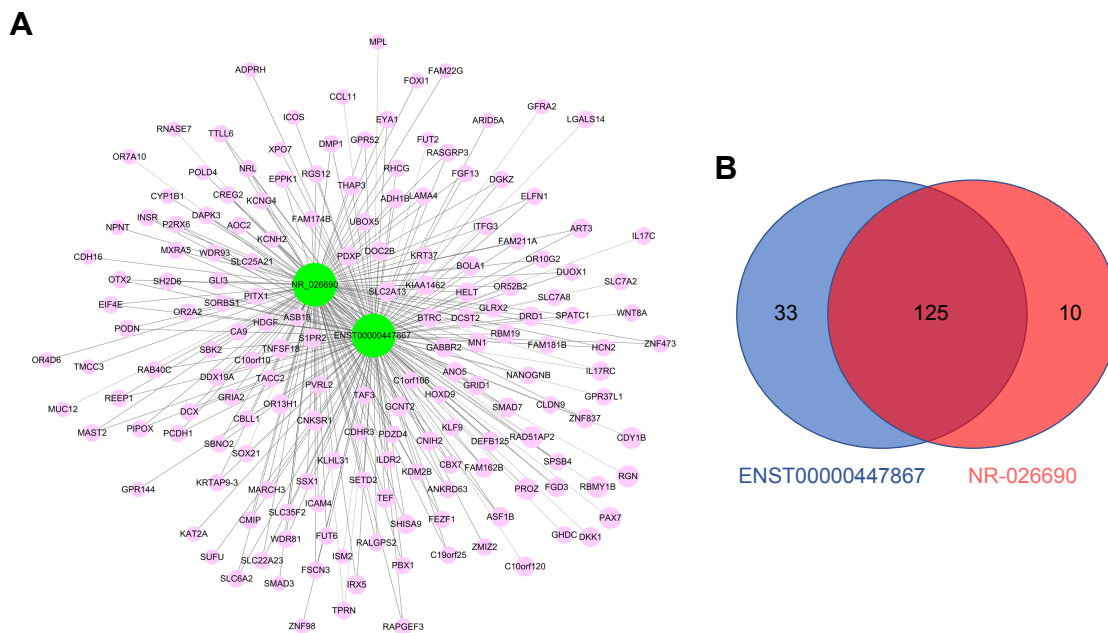 A
MPL
ADPRH
FAM22G
FOXI1
CCL11
GFRA2
ICOS
EYA1
ARID5A
LGALS14
RNASE7
TTLL6
DMP1
GPR52
FUT2
XPO7
RASGRP3
OR7A10
NRL
RGS12
RHCG
FGF13
POLD4
EPPK1
THAP3
DGKZ
CYP1B1
CREG2
KCNG4
ADH1B
LAMA4
ELFN1
INSR
DAPK3
FAM174B
UBOX5
NPNT
P2RX6
AOC2
ITFG3
ART3
IL17C
KCNH2
DOC2B
FAM211A
MXRA5
WDR93
PDXP
KRT37
OR10G2
CDH16
SLC25A21
BOLA1
DUOX1
OTX2
SH2D6
GLI3
NR_026690
KIAA1462
HELT
OR52B2
SLC7A2
SLC2A13
SLC7A8
EIF4E
SORBS1
PITX1
GLRX2
OR2A2
ASB18
BTRC
DCST2
DRD1
SPATC1
WNT8A
PODN
CA9
HDGF
ENST00000447867
RBM19
HCN2
ZNF473
OR4D6
SBK2
TNFSF18
S1PR2
GABBR2
MN1
FAM181B
TMCC3
RAB40C
C10orf10
ANO5
NANOGNB
IL17RC
DDX19A
TACC2
PVRL2
C1orf106
GRID1
GPR37L1
REEP1
GRIA2
TAF3
HOXD9
SMAD7
CLDN9
MUC12
DCX
OR13H1
GCNT2
ZNF837
MAST2
PIPOX
PCDH1
CBLL1
CNKSR1
KLF9
CDY1B
SBNO2
CDHR3
PDZD4
CNIH2
DEFB125
RAD51AP2
SOX21
KLHL31
ILDR2
CBX7
SPSB4
GPR144
KRTAP9-3
MARCH3
SSX1
SETD2
KDM2B
FAM162B
RGN
TEF
ANKRD63
PROZ
FGD3
RBMY1B
KAT2A
CMIP
SLC35F2
ICAM4
SHISA9
FEZF1
ASF1B
PAX7
SUFU
WDR81
FUT6
RALGPS2
GHDC
DKK1
SLC22A23
ISM2
C19orf25
ZMIZ2
SLC6A2
SMAD3
FSCN3
IRX5
PBX1
C10orf120
TPRN
ZNF98
RAPGEF3
B
33
125
10
ENST00000447867
NR-026690